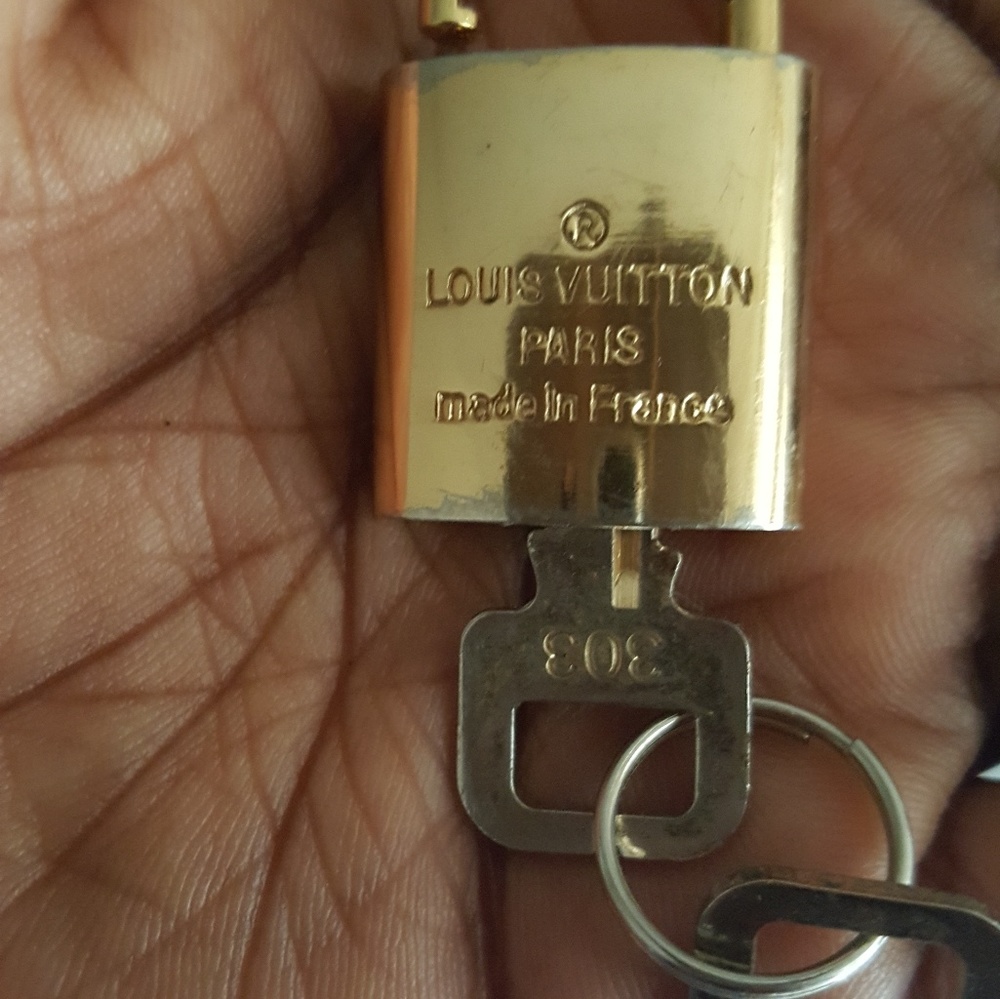 ®
LOUIS VUITTON
PARIS
made in France
303